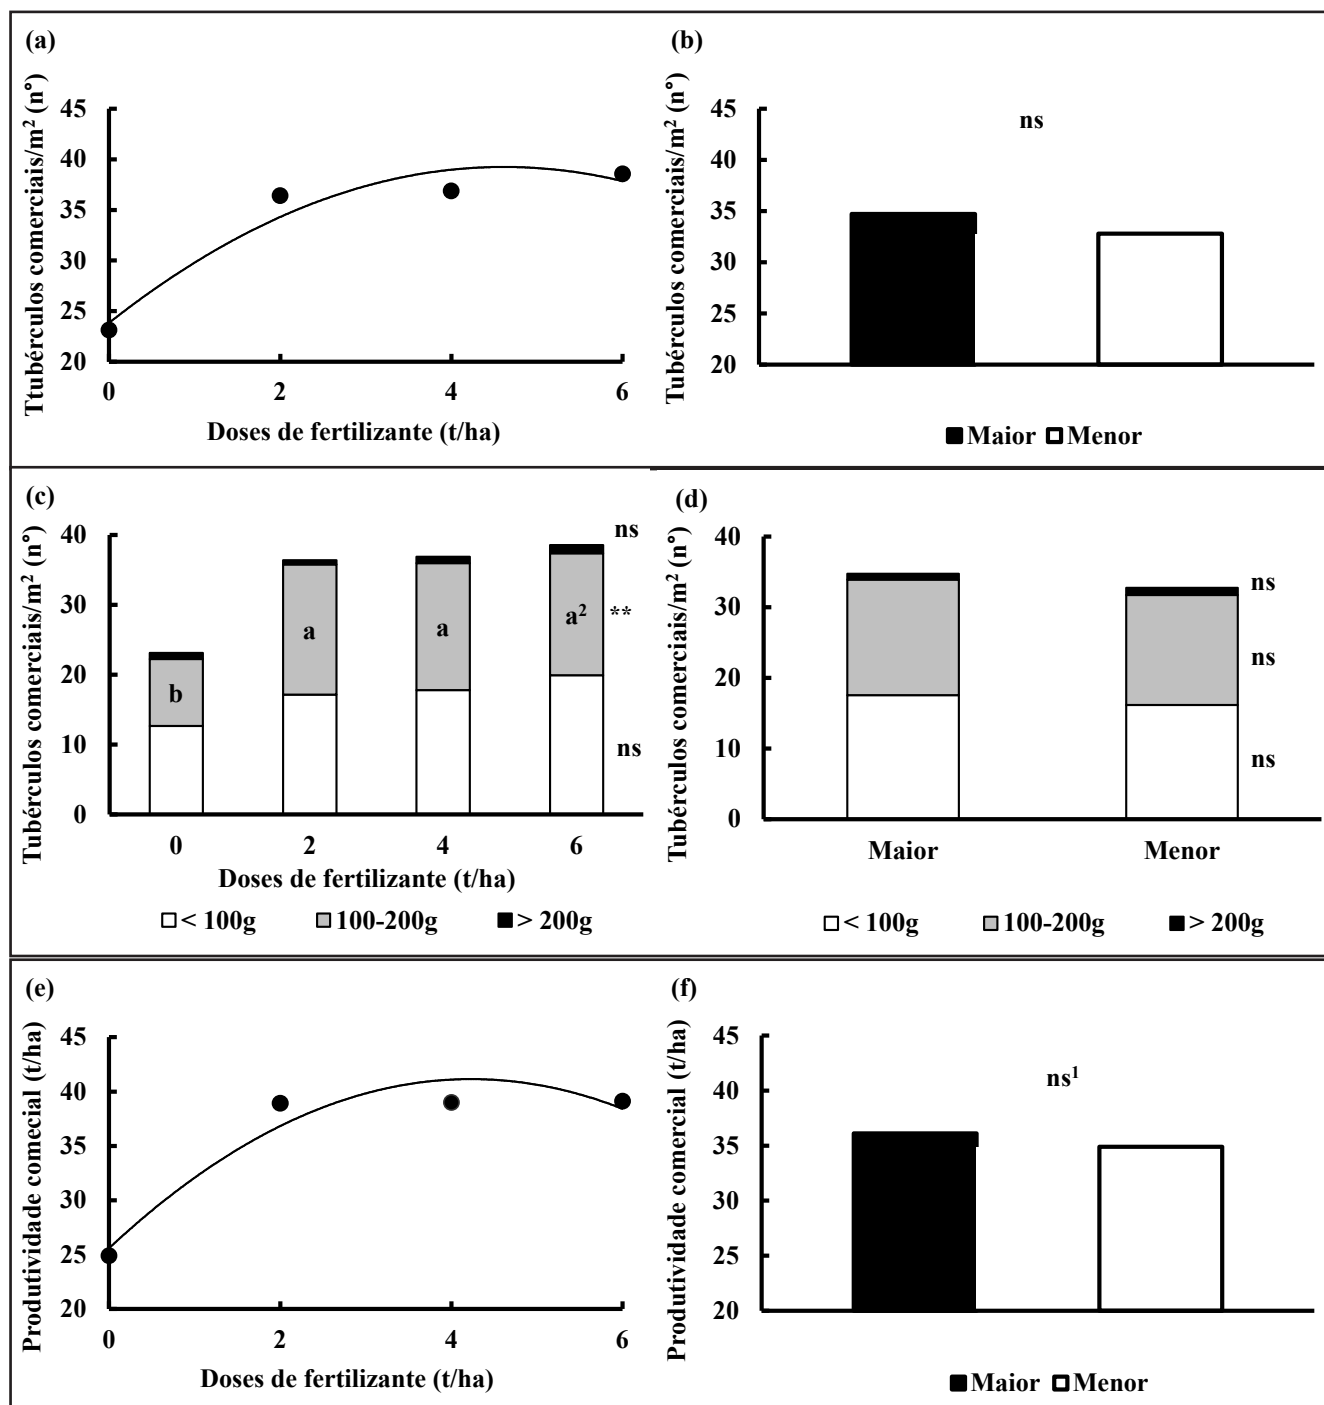 (a)
Ttubérculos comerciais/m² (n°)
45
40
35
30
25
20
0 2 4 6
Doses de fertilizante (t/ha)
(b)
Tubérculos comerciais/m² (n°)
45
40
35
30
25
20
ns
Maior Menor
(c)
Tubérculos comerciais/m² (n°)
40
30
20
10
0
b a a a²
ns
**
ns
0 2 4 6
Doses de fertilizante (t/ha)
< 100g 100-200g > 200g
(d)
Tubérculos comerciais/m² (n°)
40
30
20
10
0
ns
ns
ns
Maior Menor
< 100g 100-200g > 200g
(e)
Produtividade comecial (t/ha)
45
40
35
30
25
20
0 2 4 6
Doses de fertilizante (t/ha)
(f)
Produtividade comercial (t/ha)
45
40
35
30
25
20
ns¹
Maior Menor